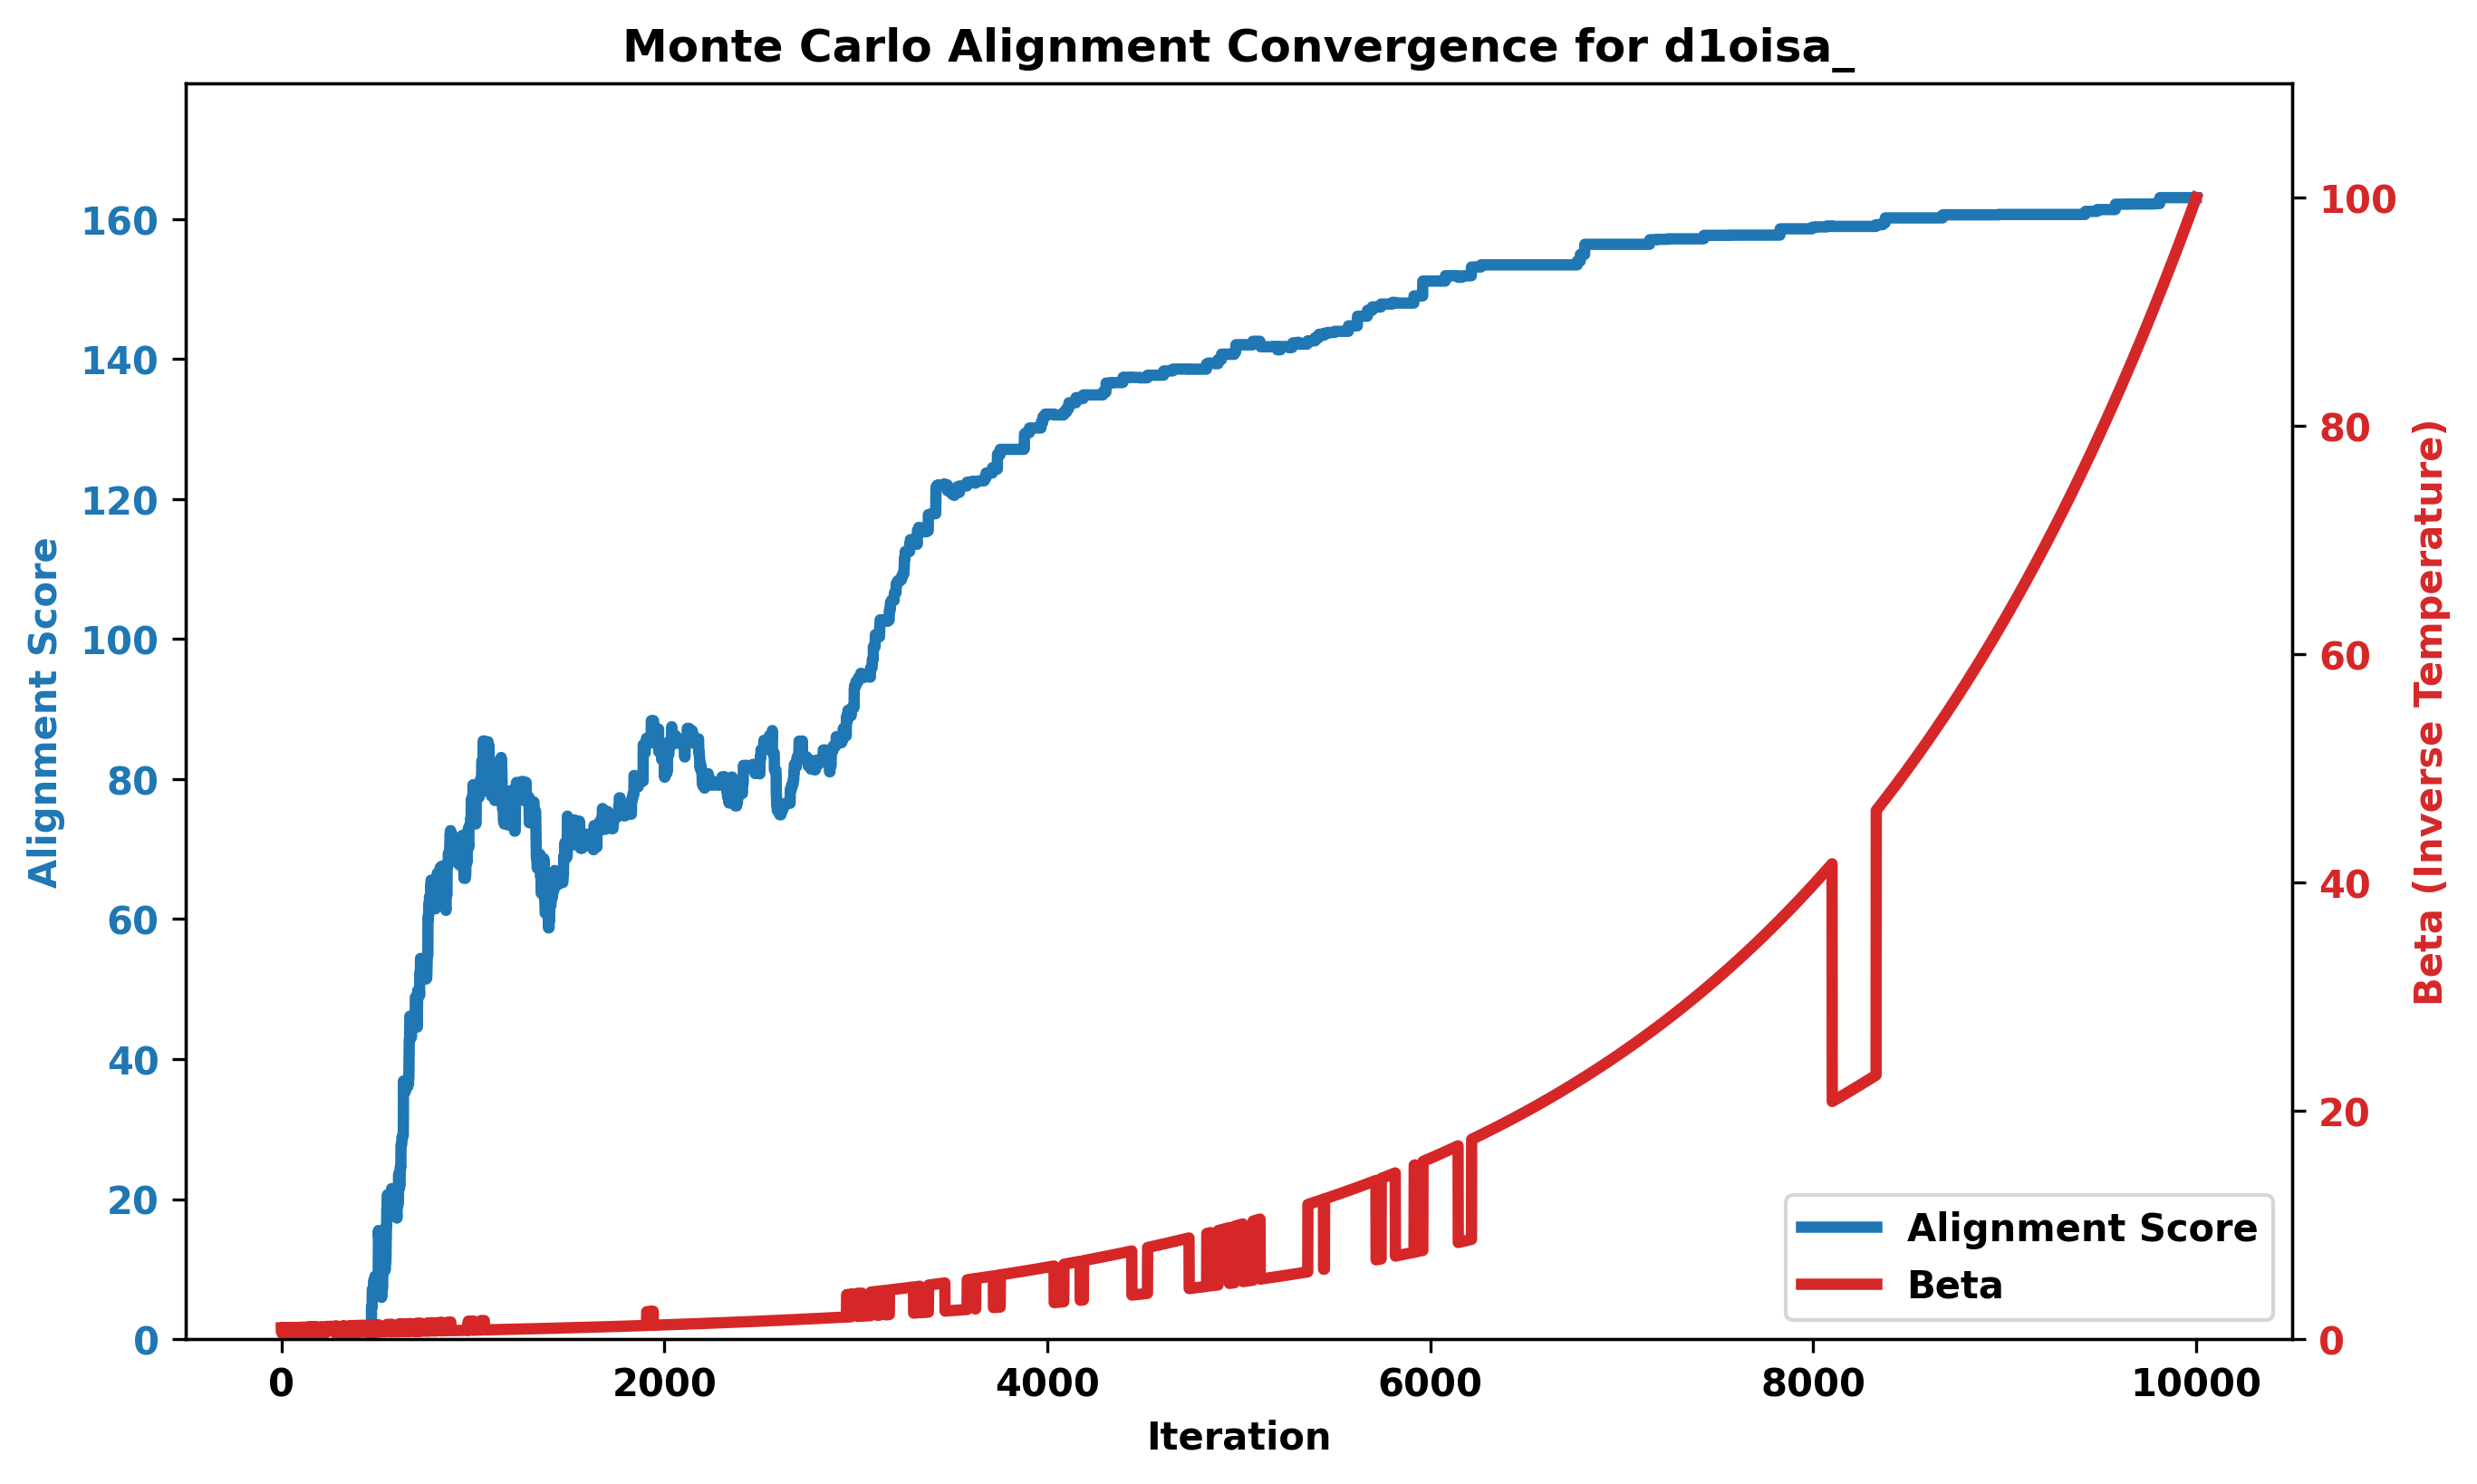 Monte Carlo Alignment Convergence for d1oisa_
Alignment Score
160
140
120
100
80
60
40
20
0
100
80
60
40
20
0
Beta (Inverse Temperature)
Alignment Score
Beta
0 2000 4000 6000 8000 10000
Iteration